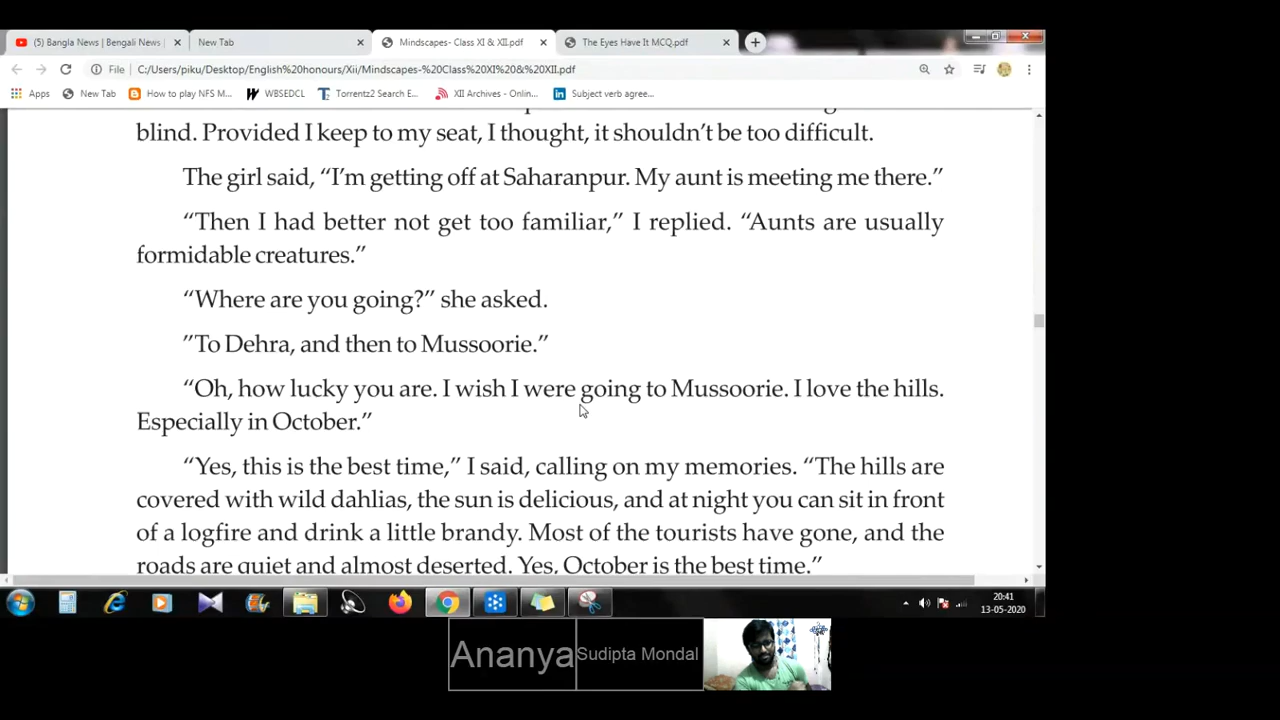 (5) Bangla News | Bengali News
New Tab
Mindscapes- Class XI & XII.pdf
The Eyes Have It MCQ.pdf
File
C:/Users/piku/Desktop/English%20honours/Xii/Mindscapes-%20Class%20XI%20&%20XII.pdf
Apps
New Tab
How to play NFS M...
WBSEDCL
Torrentz2 Search E...
XII Archives - Onlin...
Subject verb agree...
blind. Provided I keep to my seat, I thought, it shouldn’t be too difficult.
The girl said, “I’m getting off at Saharanpur. My aunt is meeting me there.”
“Then I had better not get too familiar,” I replied. “Aunts are usually
formidable creatures.”
“Where are you going?” she asked.
”To Dehra, and then to Mussoorie.”
“Oh, how lucky you are. I wish I were going to Mussoorie. I love the hills.
Especially in October.”
“Yes, this is the best time,” I said, calling on my memories. “The hills are
covered with wild dahlias, the sun is delicious, and at night you can sit in front
of a logfire and drink a little brandy. Most of the tourists have gone, and the
roads are quiet and almost deserted. Yes, October is the best time.”
20:41
13-05-2020
Ananya
Sudipta Mondal